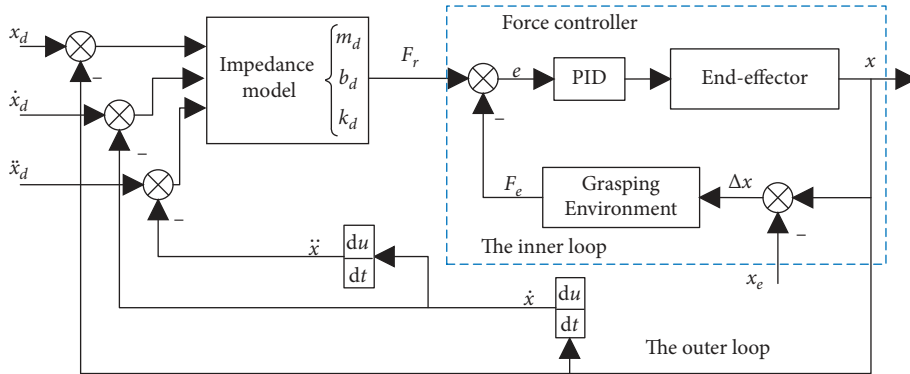 Force controller
x_d
−
Impedance
model
m_d
b_d
k_d
F_r
e
PID
End-effector
x
ẋ_d
−
−
ẍ_d
−
F_e
Grasping
Environment
Δx
−
The inner loop
x_e
ẍ
du
dt
ẋ
du
dt
The outer loop